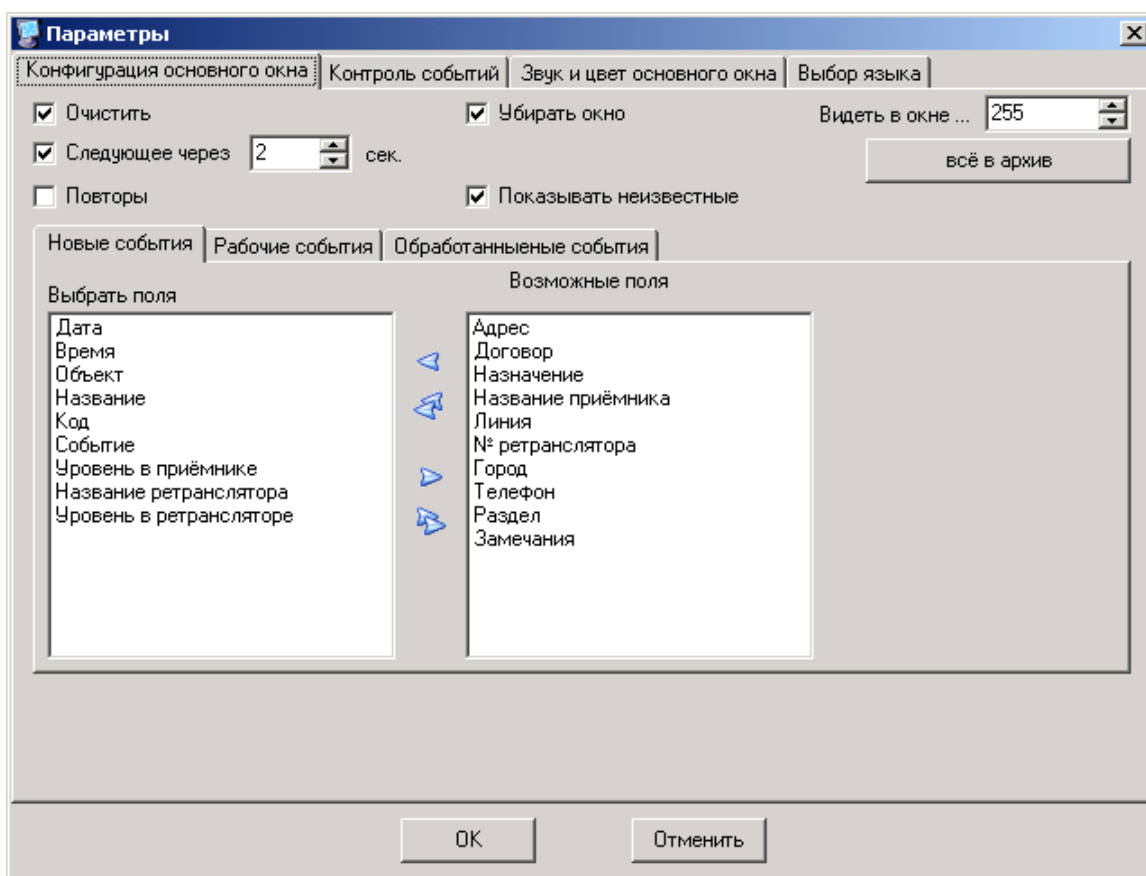 Параметры
Конфигурация основного окна Контроль событий Звук и цвет основного окна Выбор языка
Очистить Убирать окно Видеть в окне ... 255
Следующее через 2 сек. всё в архив
Повторы Показывать неизвестные
Новые события Рабочие события Обработанныеные события
Возможные поля
Выбрать поля
Дата Адрес
Время Договор
Объект Назначение
Название Название приёмника
Код Линия
Событие № ретранслятора
Уровень в приёмнике Город
Название ретранслятора Телефон
Уровень в ретрансляторе Раздел
Замечания
OK Отменить